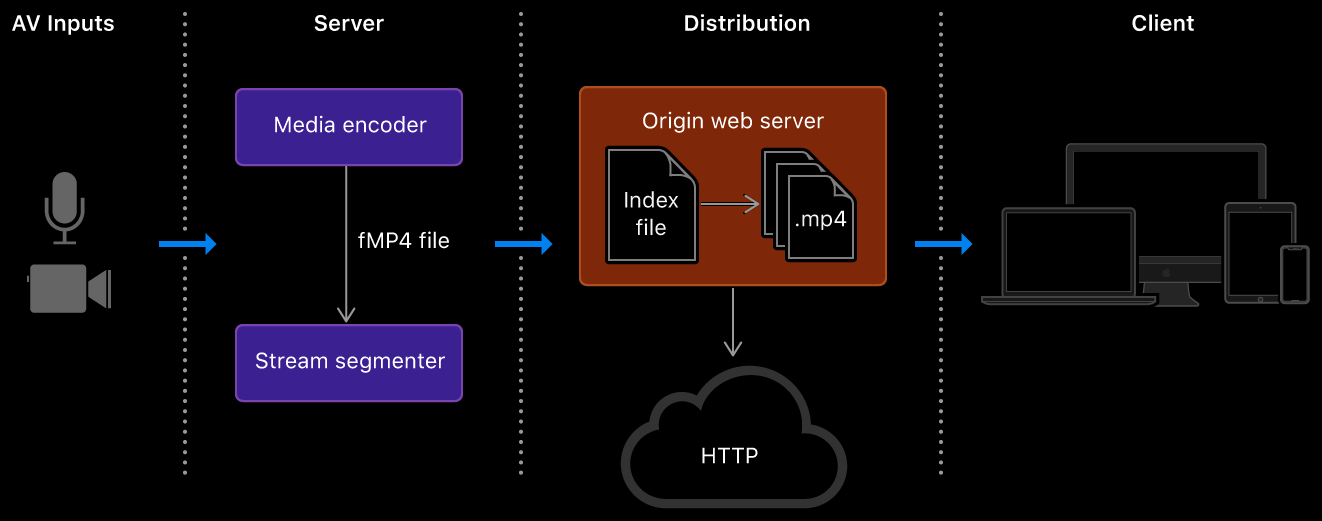 AV Inputs
Server
Distribution
Client
Media encoder
fMP4 file
Stream segmenter
Origin web server
Index
file
.mp4
HTTP